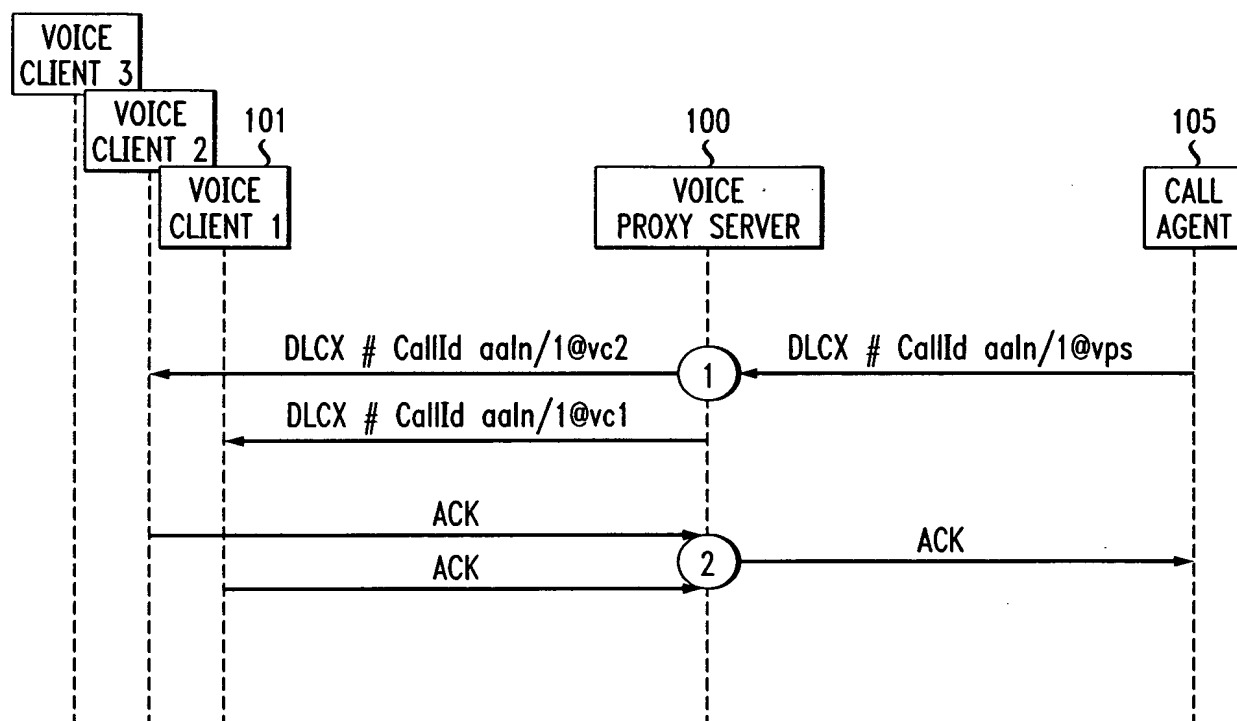 VOICE
CLIENT 3
VOICE
CLIENT 2
101
VOICE
CLIENT 1
100
VOICE
PROXY SERVER
105
CALL
AGENT
DLCX # CallId aaln/1@vc2
1
DLCX # CallId aaln/1@vps
DLCX # CallId aaln/1@vc1
ACK
ACK
2
ACK